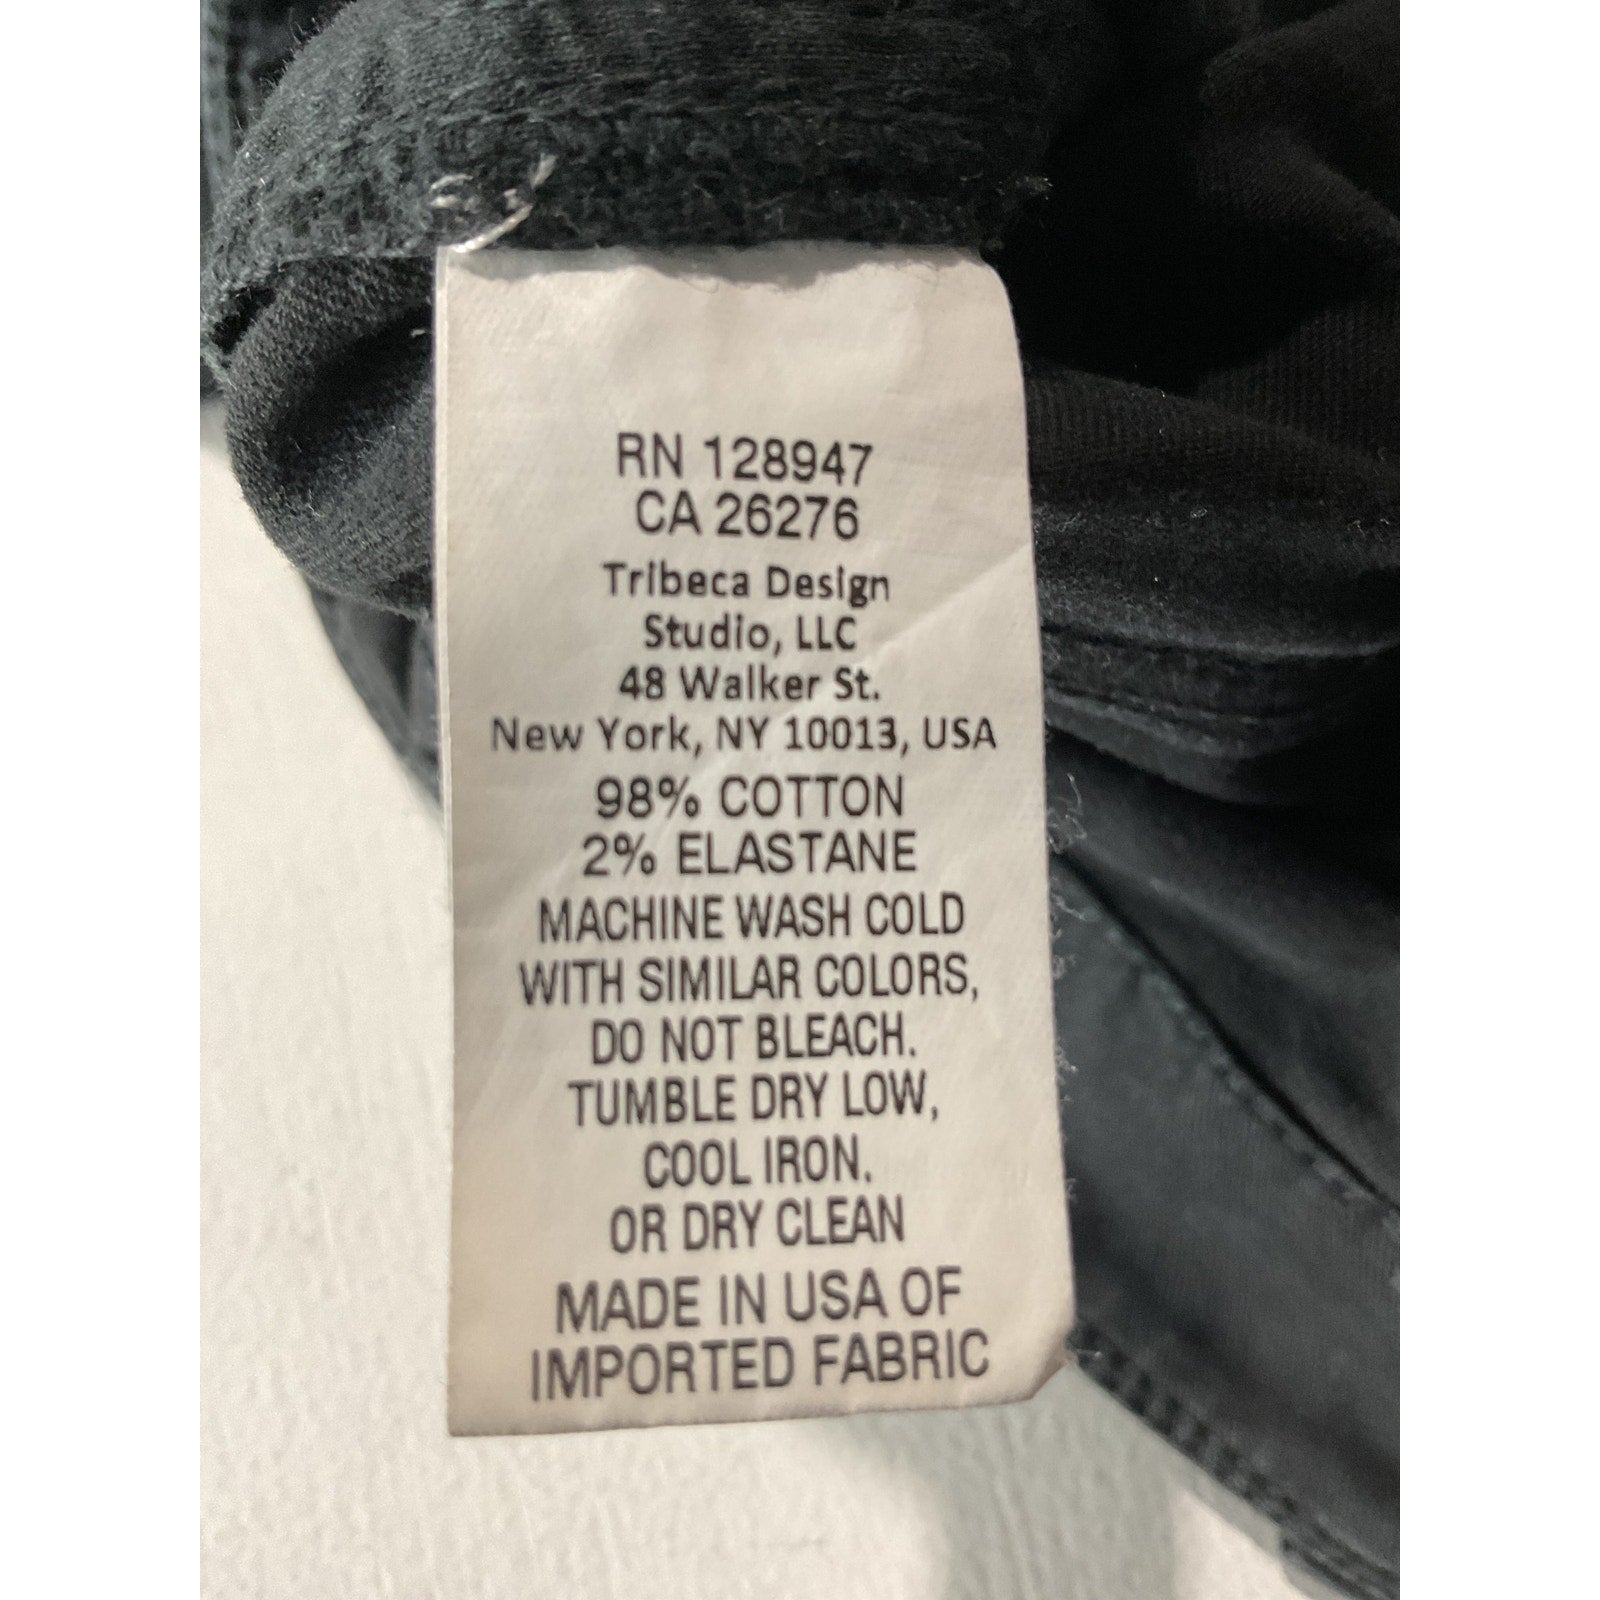 RN 128947
CA 26276
Tribeca Design
Studio, LLC
48 Walker St.
New York, NY 10013, USA
98% COTTON
2% ELASTANE
MACHINE WASH COLD
WITH SIMILAR COLORS,
DO NOT BLEACH.
TUMBLE DRY LOW,
COOL IRON.
OR DRY CLEAN
MADE IN USA OF
IMPORTED FABRIC